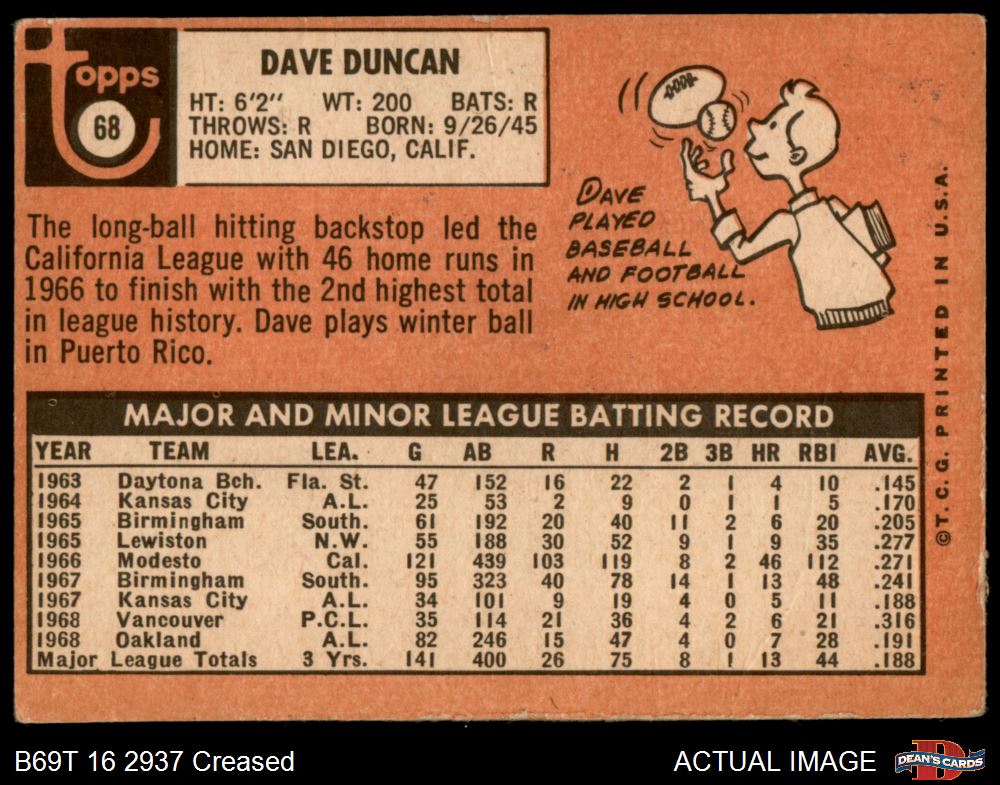 Topps
68
DAVE DUNCAN
HT: 6'2" WT: 200 BATS: R
THROWS: R BORN: 9/26/45
HOME: SAN DIEGO, CALIF.
The long-ball hitting backstop led the
California League with 46 home runs in
1966 to finish with the 2nd highest total
in league history. Dave plays winter ball
in Puerto Rico.
DAVE
PLAYED
BASEBALL
AND FOOTBALL
IN HIGH SCHOOL.
MAJOR AND MINOR LEAGUE BATTING RECORD
YEAR TEAM LEA. G AB R H 2B 3B HR RBI AVG.
1963 Daytona Bch. Fla. St. 47 152 16 22 2 1 4 10 .145
1964 Kansas City A.L. 25 53 2 9 0 1 1 5 .170
1965 Birmingham South. 61 192 20 40 11 2 6 20 .205
1965 Lewiston N.W. 55 188 30 52 9 1 9 35 .277
1966 Modesto Cal. 121 439 103 119 8 2 46 112 .271
1967 Birmingham South. 95 323 40 78 14 1 13 48 .241
1967 Kansas City A.L. 34 101 9 19 4 0 5 11 .188
1968 Vancouver P.C.L. 35 114 21 36 4 2 6 21 .316
1968 Oakland A.L. 82 246 15 47 4 0 7 28 .191
Major League Totals 3 Yrs. 141 400 26 75 8 1 13 44 .188
©T. C. G. PRINTED IN U.S.A.
B69T 16 2937 Creased
ACTUAL IMAGE
D
DEAN'S CARDS